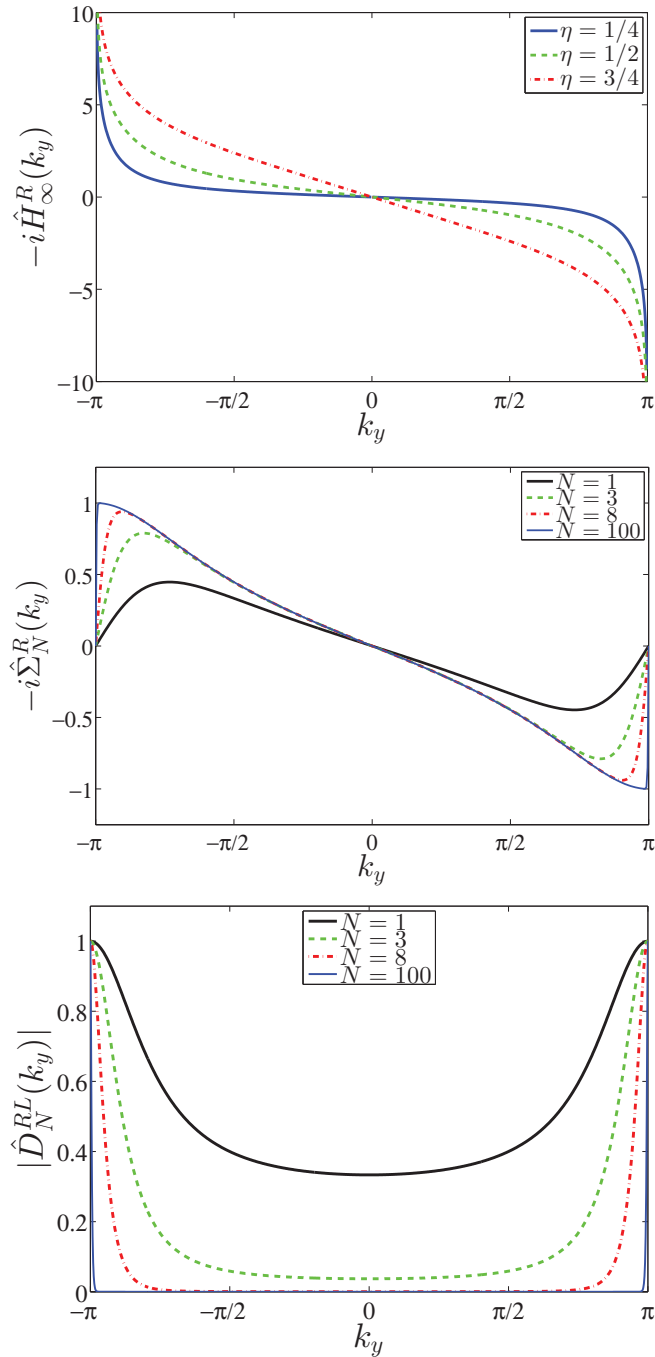 10
5
0
−5
−10
−iĤ^R_∞(k_y)
η = 1/4
η = 1/2
η = 3/4
−π
−π/2
0
π/2
π
k_y
1
0.5
0
−0.5
−1
−iΣ̂^R_N(k_y)
N = 1
N = 3
N = 8
N = 100
−π
−π/2
0
π/2
π
k_y
1
0.8
0.6
0.4
0.2
0
|D̂^{RL}_N(k_y)|
N = 1
N = 3
N = 8
N = 100
−π
−π/2
0
π/2
π
k_y